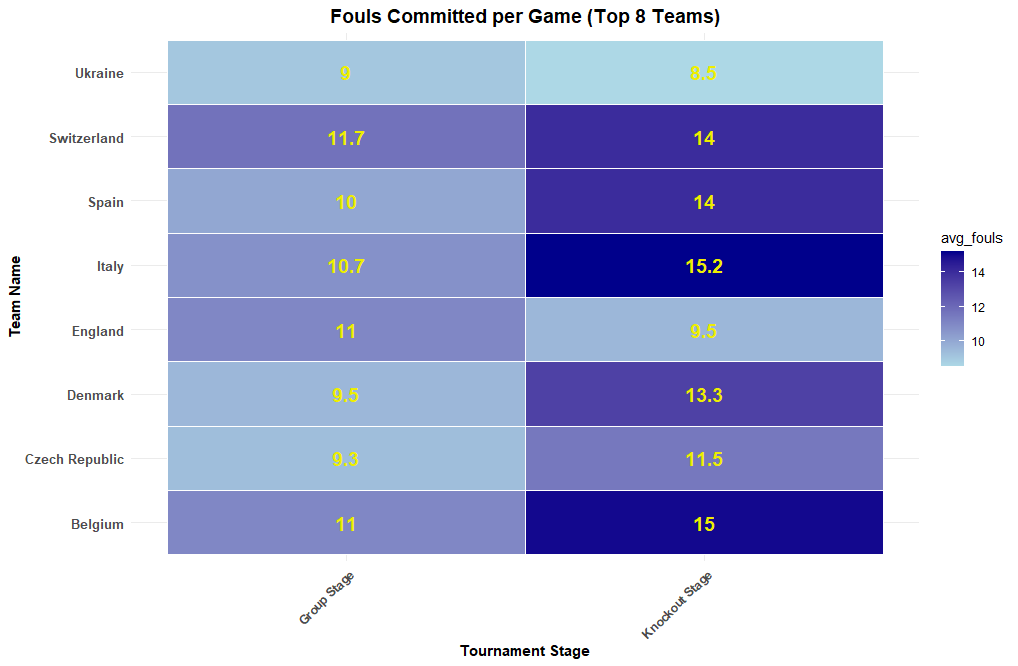 Fouls Committed per Game (Top 8 Teams)
Team Name
Ukraine 9 8.5
Switzerland 11.7 14
Spain 10 14
Italy 10.7 15.2
England 11 9.5
Denmark 9.5 13.3
Czech Republic 9.3 11.5
Belgium 11 15
Group Stage Knockout Stage
Tournament Stage
avg_fouls
14
12
10